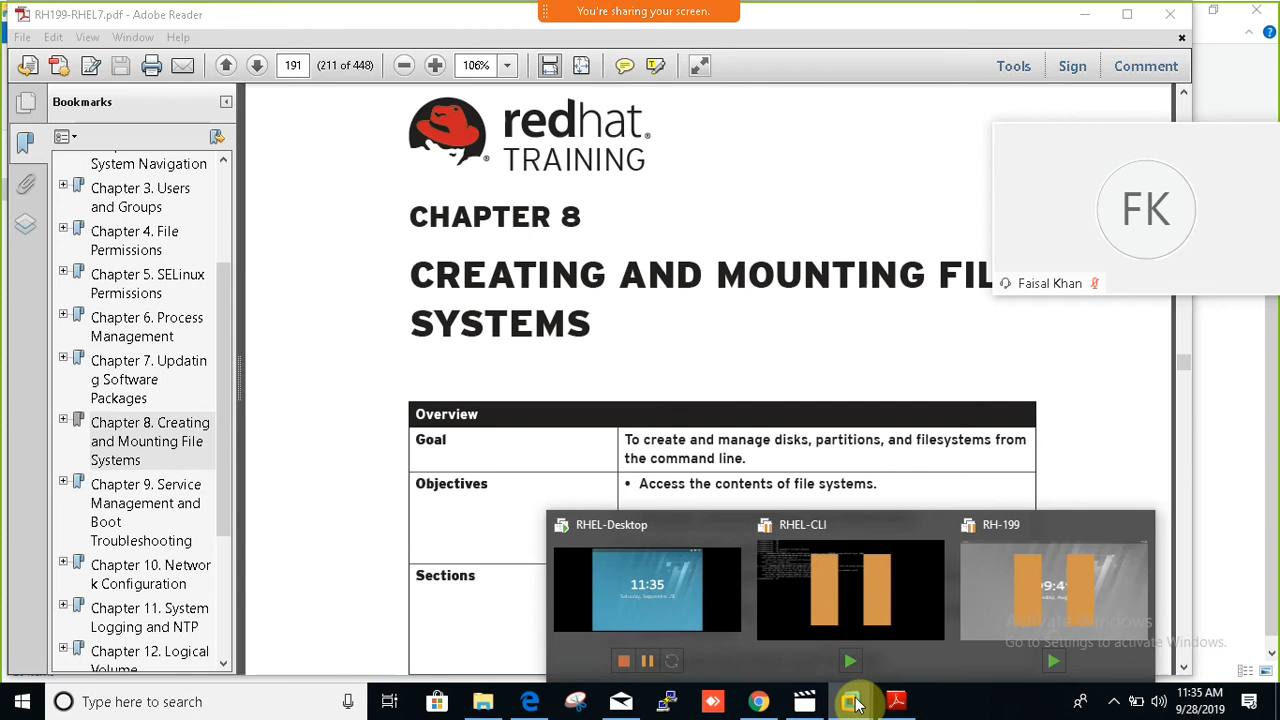 RH199-RHEL7.pdf - Adobe Reader
You're sharing your screen.
File Edit View Window Help
191 (211 of 448) 106% Tools Sign Comment
Bookmarks
System Navigation
Chapter 3. Users
and Groups
Chapter 4. File
Permissions
Chapter 5. SELinux
Permissions
Chapter 6. Process
Management
Chapter 7. Updatin
g Software
Packages
Chapter 8. Creating
and Mounting File
Systems
Chapter 9. Service
Management and
Boot
Troubleshooting
Chapter 10. Networ
k Configuration
Chapter 11. System
Logging and NTP
Chapter 12. Logical
Volume
redhat.
TRAINING
CHAPTER 8
CREATING AND MOUNTING FIL
SYSTEMS
Overview
Goal
To create and manage disks, partitions, and filesystems from
the command line.
Objectives
• Access the contents of file systems.
Sections
FK
Faisal Khan
RHEL-Desktop
RHEL-CLI
RH-199
11:35
Activate Windows
Go to Settings to activate Windows.
Type here to search
11:35 AM
9/28/2019